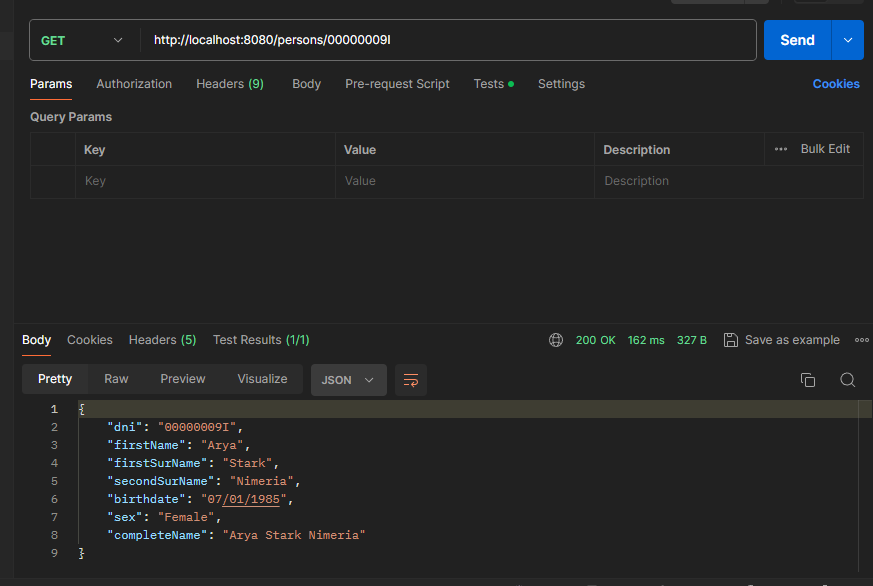 GET http://localhost:8080/persons/00000009I Send
Params Authorization Headers (9) Body Pre-request Script Tests Settings Cookies
Query Params
Key Value Description ••• Bulk Edit
Key Value Description
Body Cookies Headers (5) Test Results (1/1) 200 OK 162 ms 327 B Save as example
Pretty Raw Preview Visualize JSON
1 {
2 "dni": "00000009I",
3 "firstName": "Arya",
4 "firstSurName": "Stark",
5 "secondSurName": "Nimeria",
6 "birthdate": "07/01/1985",
7 "sex": "Female",
8 "completeName": "Arya Stark Nimeria"
9 }